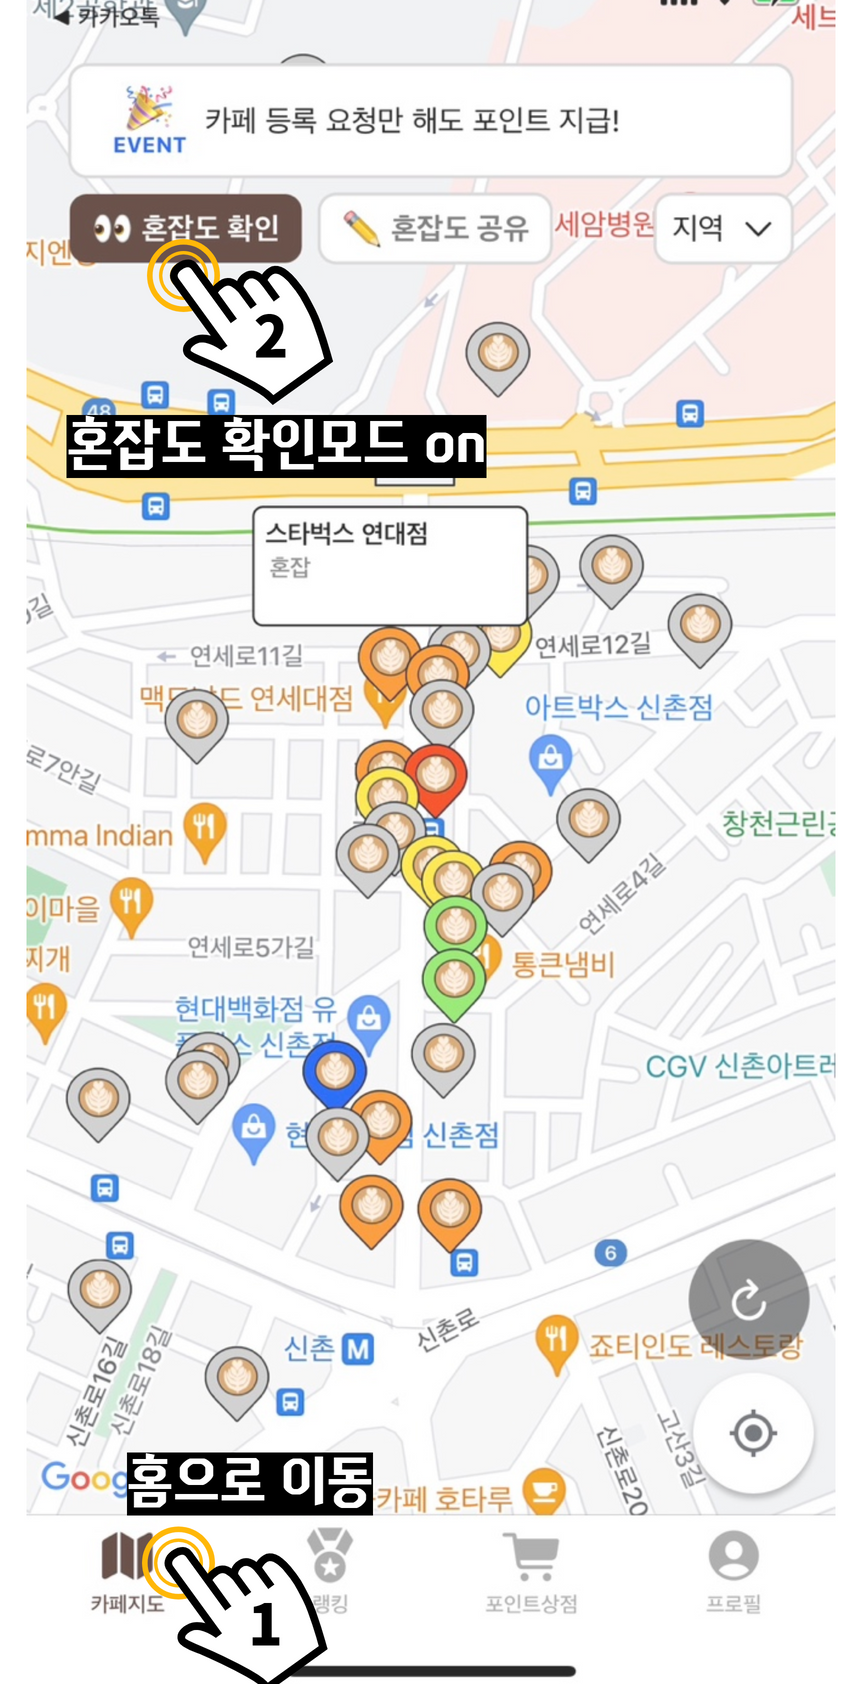 카카오톡
세브
EVENT
카페 등록 요청만 해도 포인트 지급!
혼잡도 확인
혼잡도 공유
세암병원
지역
지엔
2
48
혼잡도 확인모드 on
스타벅스 연대점
혼잡
연세로11길
연세로12길
맥도날드 연세대점
아트박스 신촌점
로7안길
mma Indian
창천근린공
이마을
찌개
연세로4길
연세로5가길
통큰냄비
현대백화점 유
플렉스 신촌점
CGV 신촌아트레
현
신촌점
6
신촌 M
신촌로
죠티인도 레스토랑
신촌로16길
신촌로18길
신촌로20
고산3길
Goog
홈으로 이동
카페 호타루
카페지도
랭킹
포인트상점
프로필
1